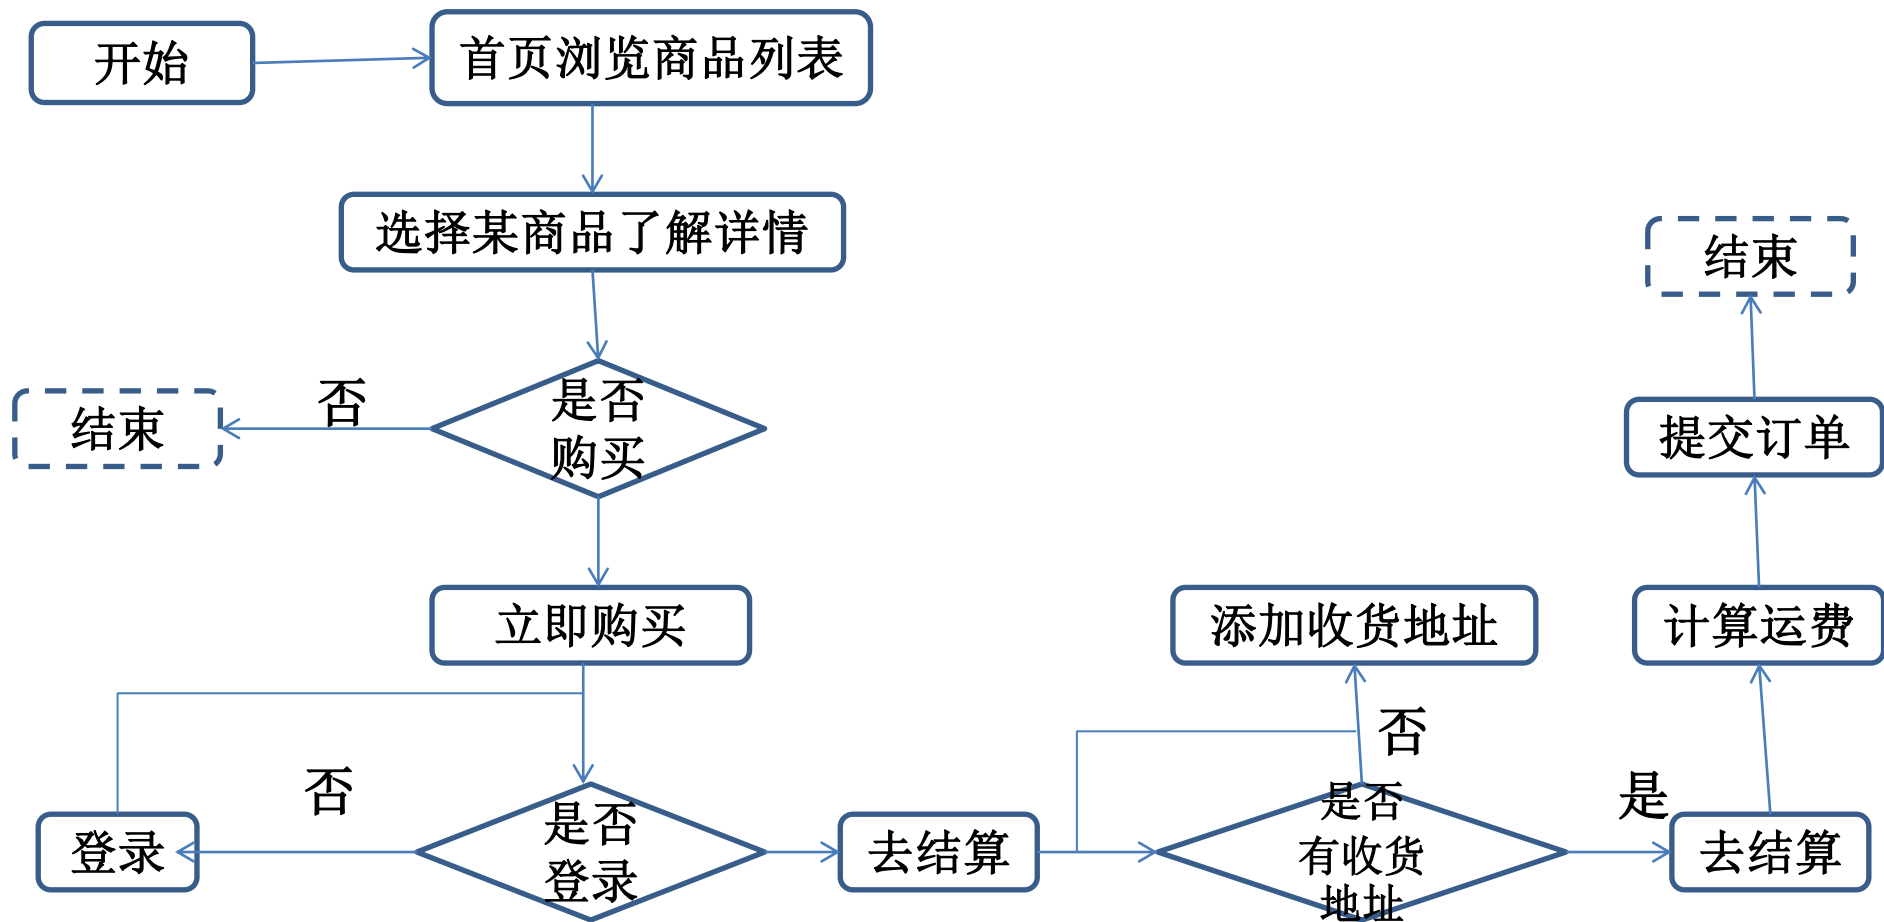 开始
首页浏览商品列表
选择某商品了解详情
结束
否
是否
购买
结束
提交订单
立即购买
添加收货地址
计算运费
否
否
是
登录
是否
登录
去结算
是否
有收货
地址
去结算